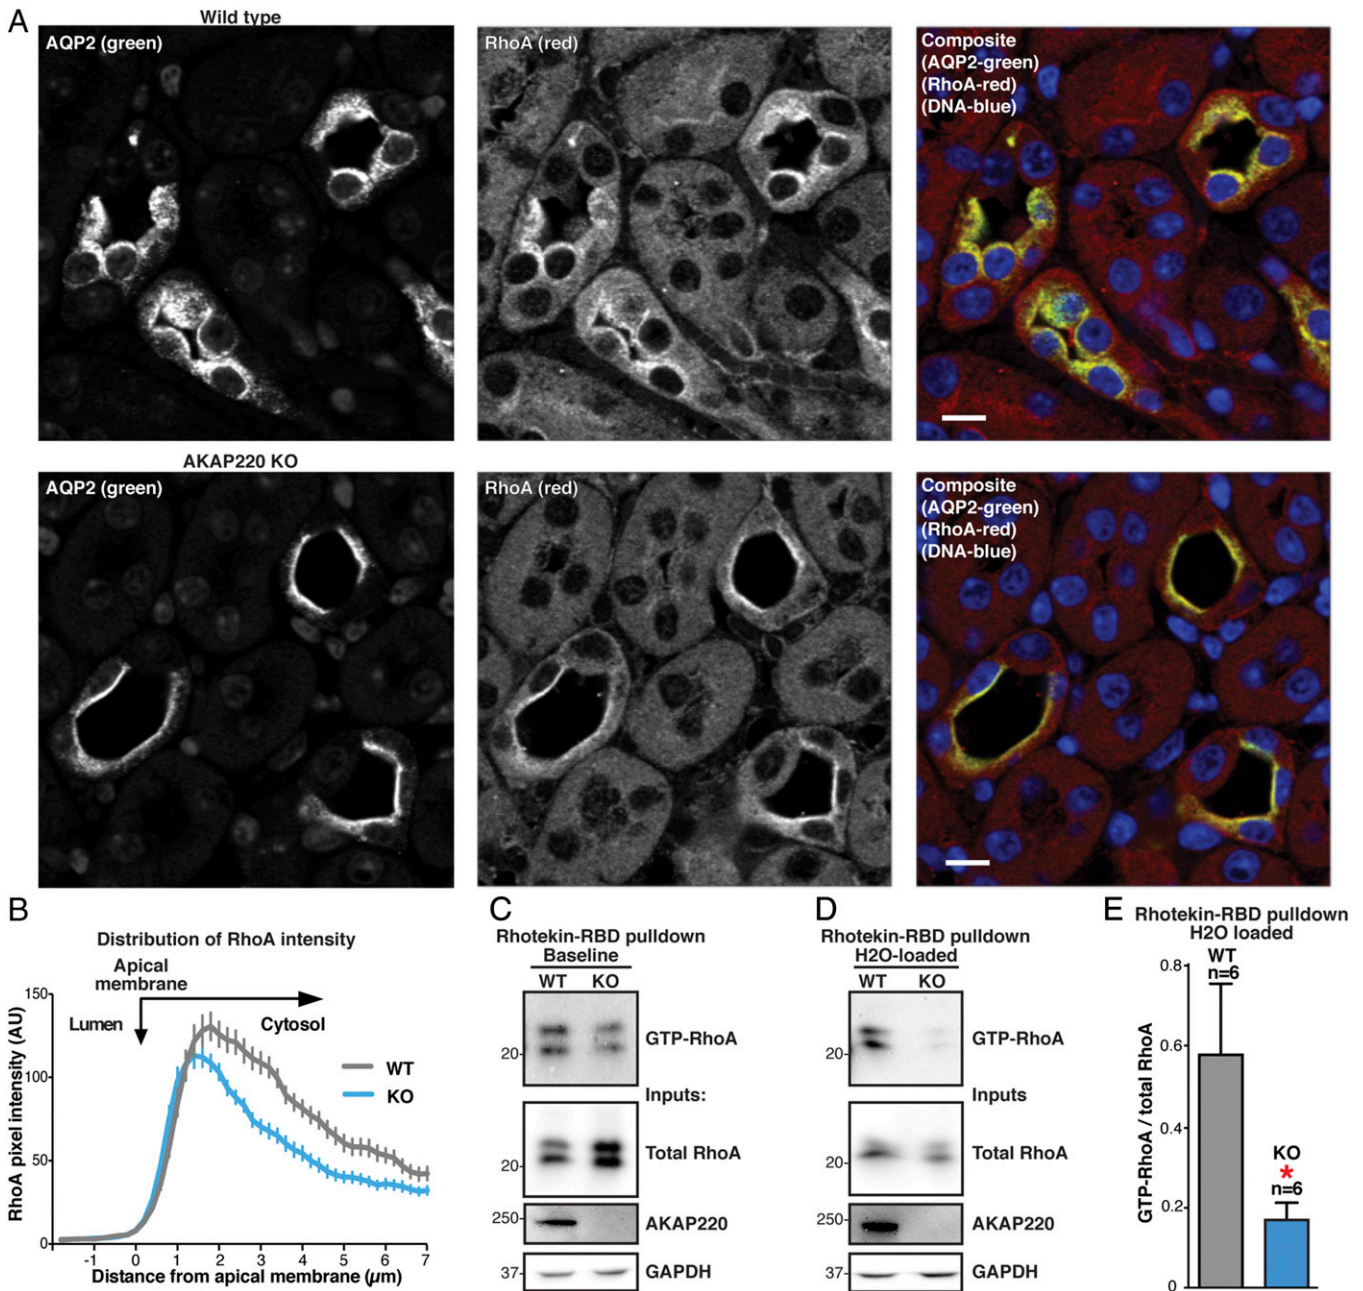 A
Wild type
AQP2 (green)
RhoA (red)
Composite
(AQP2-green)
(RhoA-red)
(DNA-blue)
AKAP220 KO
AQP2 (green)
RhoA (red)
Composite
(AQP2-green)
(RhoA-red)
(DNA-blue)
B
Distribution of RhoA intensity
Apical
membrane
Lumen
Cytosol
WT
KO
RhoA pixel intensity (AU)
150
100
50
0
-1 0 1 2 3 4 5 6 7
Distance from apical membrane (µm)
C
Rhotekin-RBD pulldown
Baseline
WT KO
20
GTP-RhoA
Inputs:
20
Total RhoA
250
AKAP220
37
GAPDH
D
Rhotekin-RBD pulldown
H2O-loaded
WT KO
20
GTP-RhoA
Inputs
20
Total RhoA
250
AKAP220
37
GAPDH
E
Rhotekin-RBD pulldown
H2O loaded
GTP-RhoA / total RhoA
0.8
0.6
0.4
0.2
0
WT
n=6
KO
*
n=6